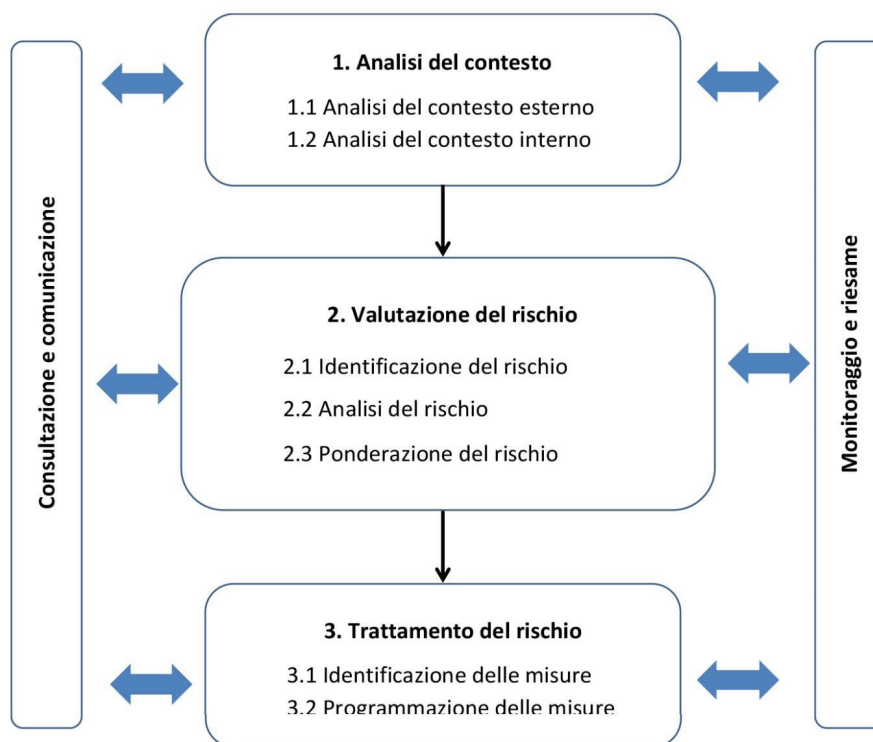 Consultazione e comunicazione
1. Analisi del contesto
1.1 Analisi del contesto esterno
1.2 Analisi del contesto interno
2. Valutazione del rischio
2.1 Identificazione del rischio
2.2 Analisi del rischio
2.3 Ponderazione del rischio
3. Trattamento del rischio
3.1 Identificazione delle misure
3.2 Programmazione delle misure
Monitoraggio e riesame